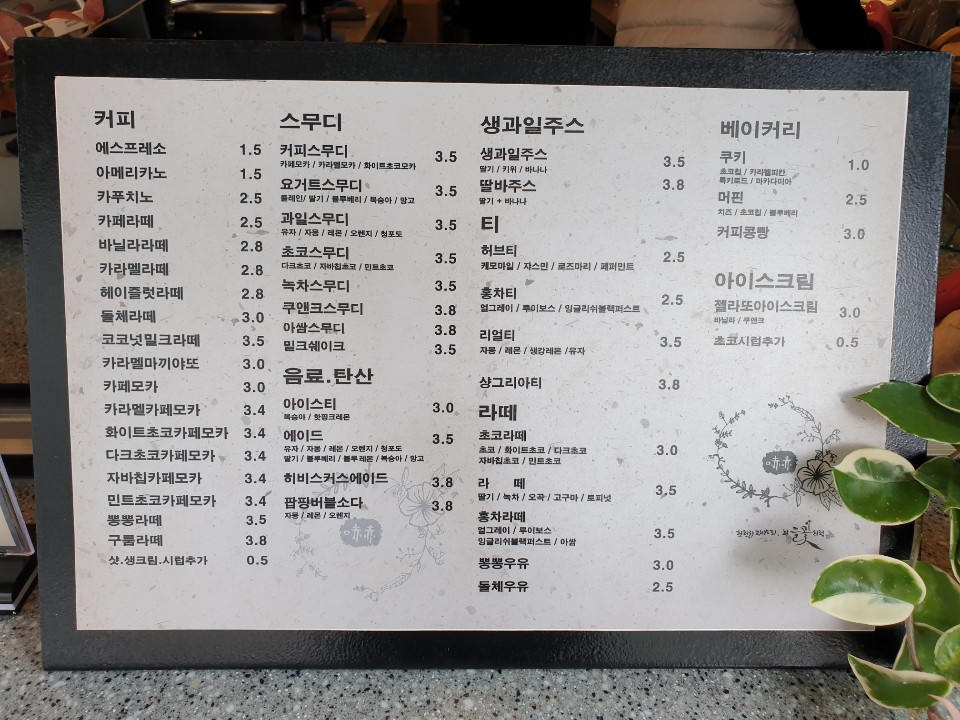 커피
에스프레소 1.5
아메리카노 1.5
카푸치노 2.5
카페라떼 2.5
바닐라라떼 2.8
카라멜라떼 2.8
헤이즐럿라떼 2.8
돌체라떼 3.0
코코넛밀크라떼 3.5
카라멜마끼야또 3.0
카페모카 3.0
카라멜카페모카 3.4
화이트초코카페모카 3.4
다크초코카페모카 3.4
자바칩카페모카 3.4
민트초코카페모카 3.4
뽕뽕라떼 3.5
구룸라떼 3.8
샷.생크림.시럽추가 0.5
스무디
커피스무디 3.5
카페모카 / 카라멜모카 / 화이트초코모카
요거트스무디 3.5
플레인/ 딸기 / 블루베리 / 복숭아 / 망고
과일스무디 3.5
유자 / 자몽 / 레몬 / 오렌지 / 청포도
초코스무디 3.5
다크초코 / 자바칩초코 / 민트초코
녹차스무디 3.5
쿠앤크스무디 3.8
아쌈스무디 3.8
밀크쉐이크 3.5
음료.탄산
아이스티 3.0
복숭아 / 핫핑크레몬
에이드 3.5
유자 / 자몽 / 레몬 / 오렌지 / 청포도
딸기 / 블루베리 / 블루레몬 / 복숭아 / 망고
히비스커스에이드 3.8
팝핑버블소다 3.8
자몽 / 레몬 / 오렌지
생과일주스
생과일주스 3.5
딸기 / 키위 / 바나나
딸바주스 3.8
딸기 + 바나나
티
허브티 2.5
캐모마일 / 쟈스민 / 로즈마리 / 페퍼민트
홍차티 2.5
얼그레이 / 루이보스 / 잉글리쉬블랙퍼스트
리얼티 3.5
자몽 / 레몬 / 생강레몬 /유자
샹그리아티 3.8
라떼
초코라떼 3.0
초코 / 화이트초코 / 다크초코
자바칩초코 / 민트초코
라 떼 3.5
딸기 / 녹차 / 오곡 / 고구마 / 토피넛
홍차라떼 3.5
얼그레이 / 루이보스
잉글리쉬블랙퍼스트 / 아쌈
뽕뽕우유 3.0
돌체우유 2.5
베이커리
쿠키 1.0
초코칩 / 카라멜피칸
록키로드 / 마카다미아
머핀 2.5
치즈 / 초코칩 / 블루베리
커피콩빵 3.0
아이스크림
젤라또아이스크림 3.0
바닐라 / 쿠앤크
초코시럽추가 0.5